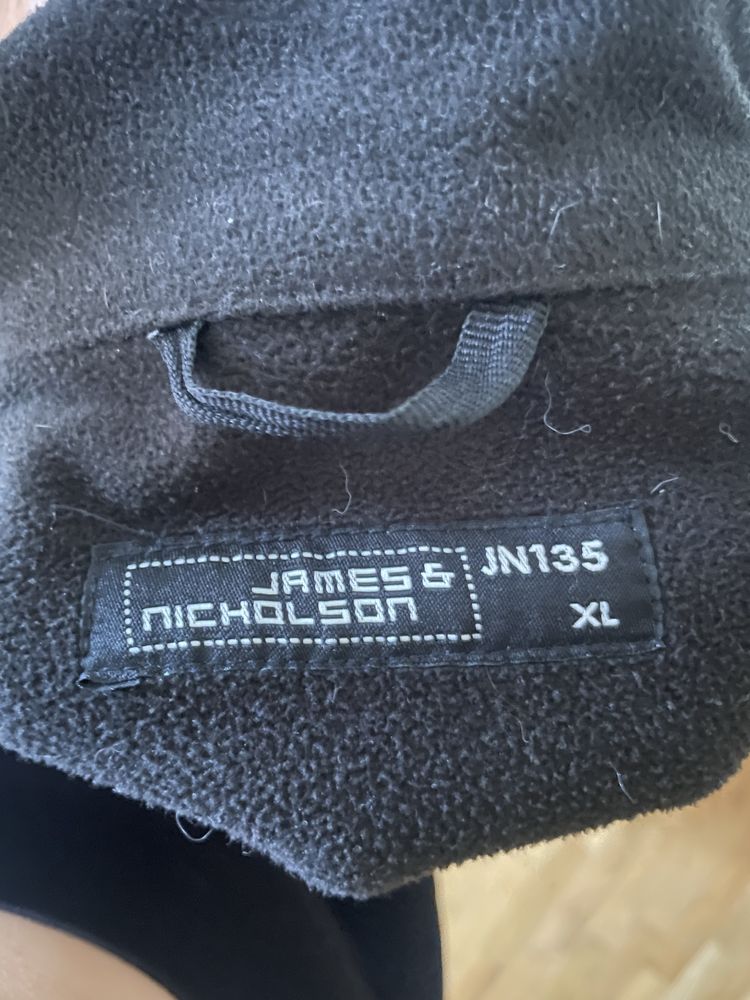 JAMES &
NICHOLSON
JN135
XL